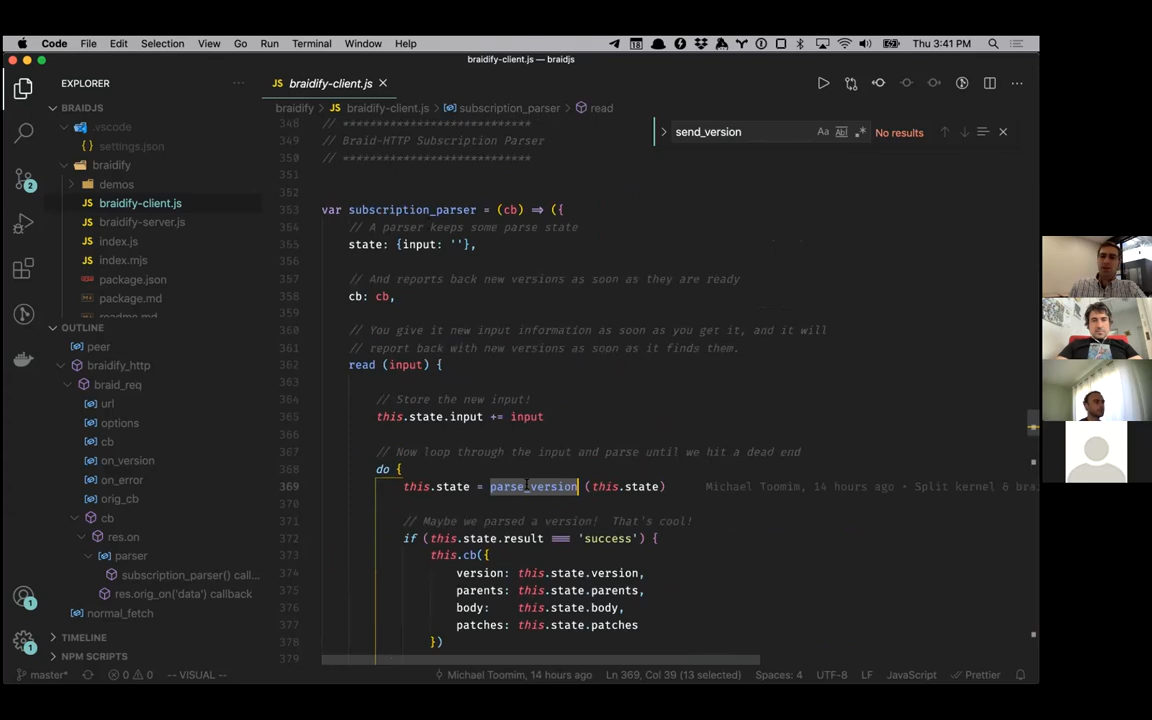 Code File Edit Selection View Go Run Terminal Window Help 18 Thu 3:41 PM
braidify-client.js — braidjs
EXPLORER
BRAIDJS
.vscode
settings.json
braidify
demos
braidify-client.js
braidify-server.js
index.js
index.mjs
package.json
package.md
readme.md
2
OUTLINE
peer
braidify_http
braid_req
url
options
cb
on_version
on_error
orig_cb
cb
res.on
parser
subscription_parser() call...
res.orig_on('data') callback
normal_fetch
TIMELINE
NPM SCRIPTS
1
1
JS braidify-client.js
braidify > JS braidify-client.js > subscription_parser > read
send_version Aa Abl .* No results
348 // ****************************
349 // Braid-HTTP Subscription Parser
350 // ****************************
351
352
353 var subscription_parser = (cb) ⇒ ({
354 // A parser keeps some parse state
355 state: {input: ''},
356
357 // And reports back new versions as soon as they are ready
358 cb: cb,
359
360 // You give it new input information as soon as you get it, and it will
361 // report back with new versions as soon as it finds them.
362 read (input) {
363
364 // Store the new input!
365 this.state.input += input
366
367 // Now loop through the input and parse until we hit a dead end
368 do {
369 this.state = parse_version (this.state) Michael Toomim, 14 hours ago • Split kernel & brai
370
371 // Maybe we parsed a version! That's cool!
372 if (this.state.result === 'success') {
373 this.cb({
374 version: this.state.version,
375 parents: this.state.parents,
376 body: this.state.body,
377 patches: this.state.patches
378 })
379
master* 0 0 -- VISUAL -- Michael Toomim, 14 hours ago Ln 369, Col 39 (13 selected) Spaces: 4 UTF-8 LF JavaScript Prettier